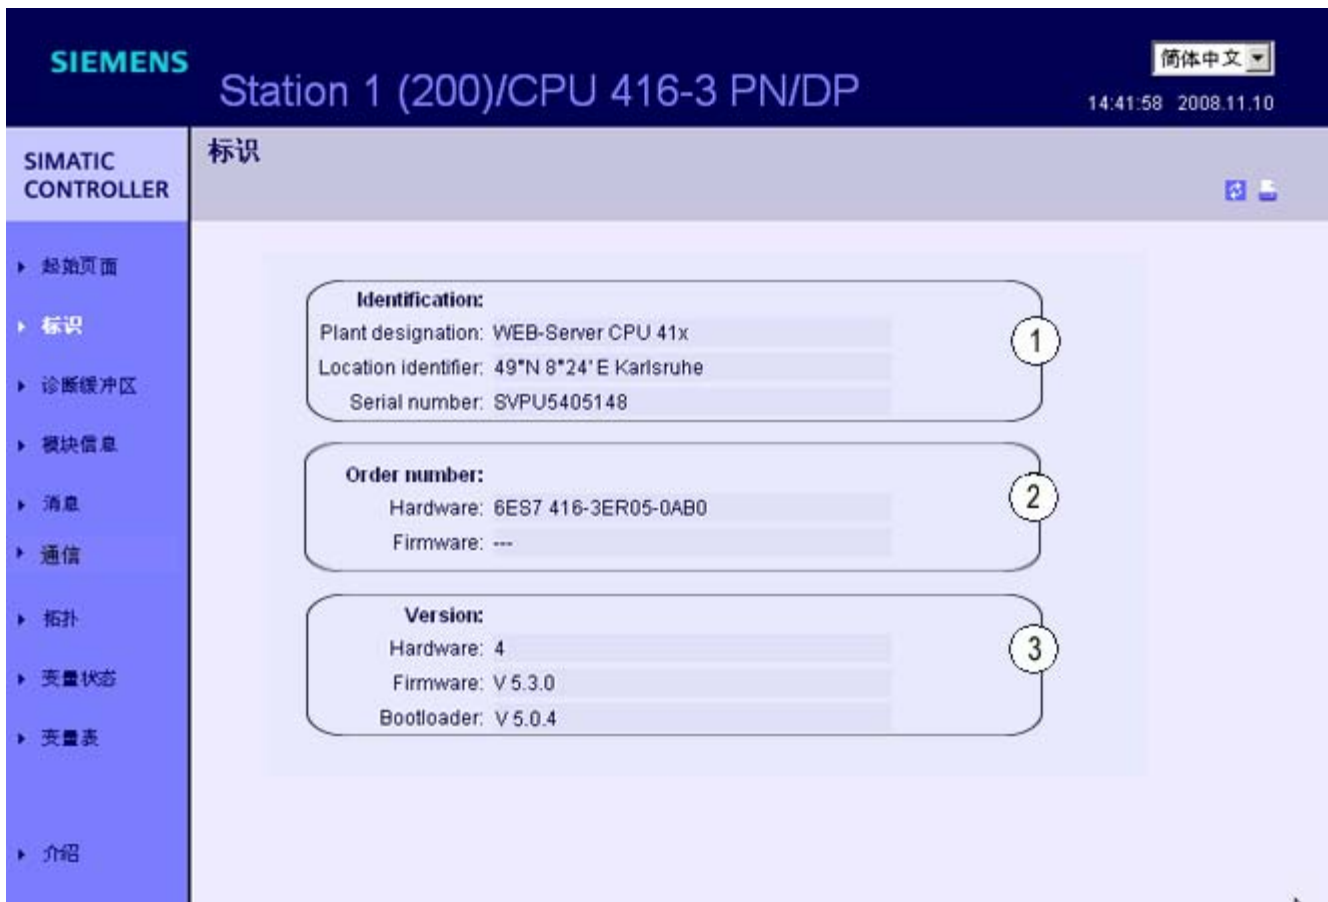 SIEMENS
Station 1 (200)/CPU 416-3 PN/DP
简体中文
14:41:58 2008.11.10
SIMATIC
CONTROLLER
标识
起始页面
标识
诊断缓冲区
模块信息
消息
通信
拓扑
变量状态
变量表
介绍
Identification:
Plant designation: WEB-Server CPU 41x
Location identifier: 49°N 8°24' E Karlsruhe
Serial number: SVPU5405148
1
Order number:
Hardware: 6ES7 416-3ER05-0AB0
Firmware: ---
2
Version:
Hardware: 4
Firmware: V 5.3.0
Bootloader: V 5.0.4
3